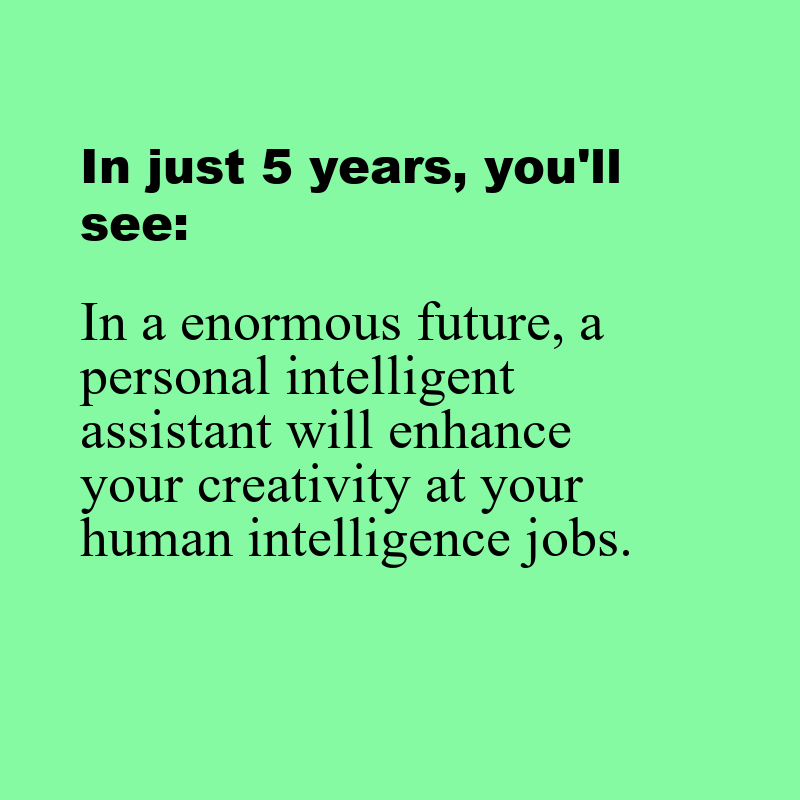 In just 5 years, you'll
see:
In a enormous future, a
personal intelligent
assistant will enhance
your creativity at your
human intelligence jobs.